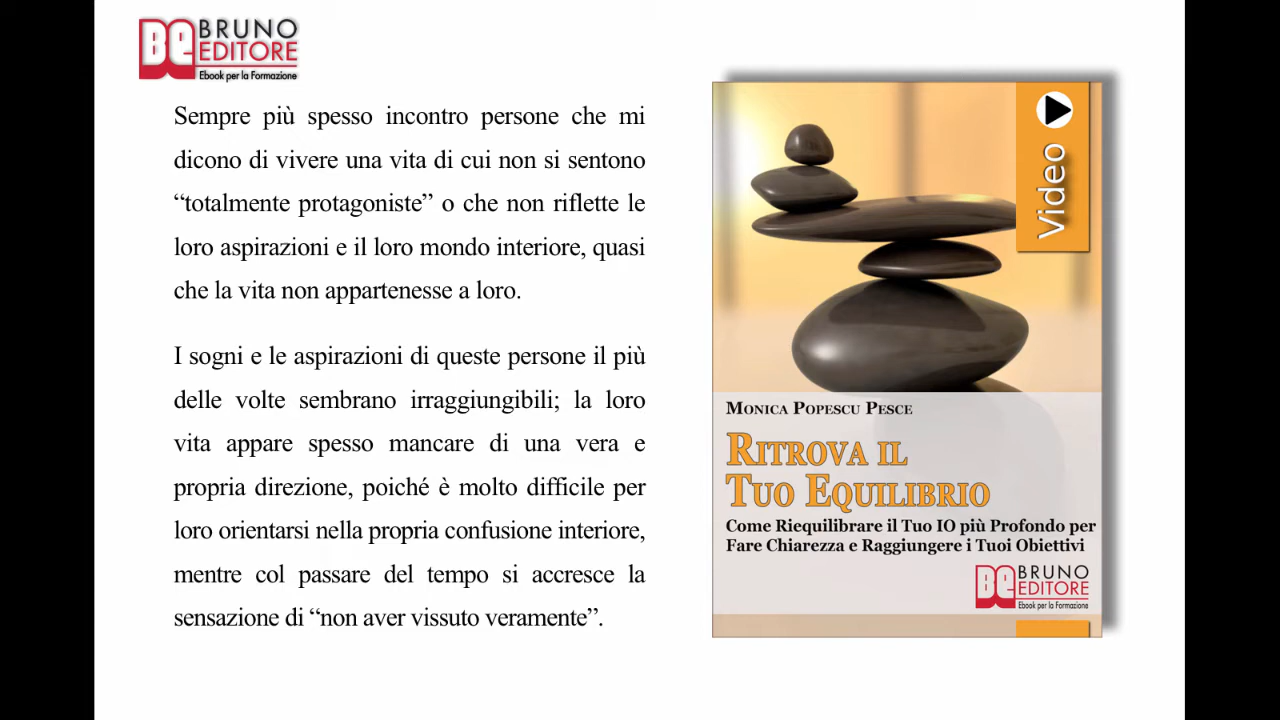 BRUNO
EDITORE
Ebook per la Formazione
Sempre più spesso incontro persone che mi
dicono di vivere una vita di cui non si sentono
“totalmente protagoniste” o che non riflette le
loro aspirazioni e il loro mondo interiore, quasi
che la vita non appartenesse a loro.
I sogni e le aspirazioni di queste persone il più
delle volte sembrano irraggiungibili; la loro
vita appare spesso mancare di una vera e
propria direzione, poiché è molto difficile per
loro orientarsi nella propria confusione interiore,
mentre col passare del tempo si accresce la
sensazione di “non aver vissuto veramente”.
Video
MONICA POPESCU PESCE
RITROVA IL
TUO EQUILIBRIO
Come Riequilibrare il Tuo IO più Profondo per
Fare Chiarezza e Raggiungere i Tuoi Obiettivi
BRUNO
EDITORE
Ebook per la Formazione